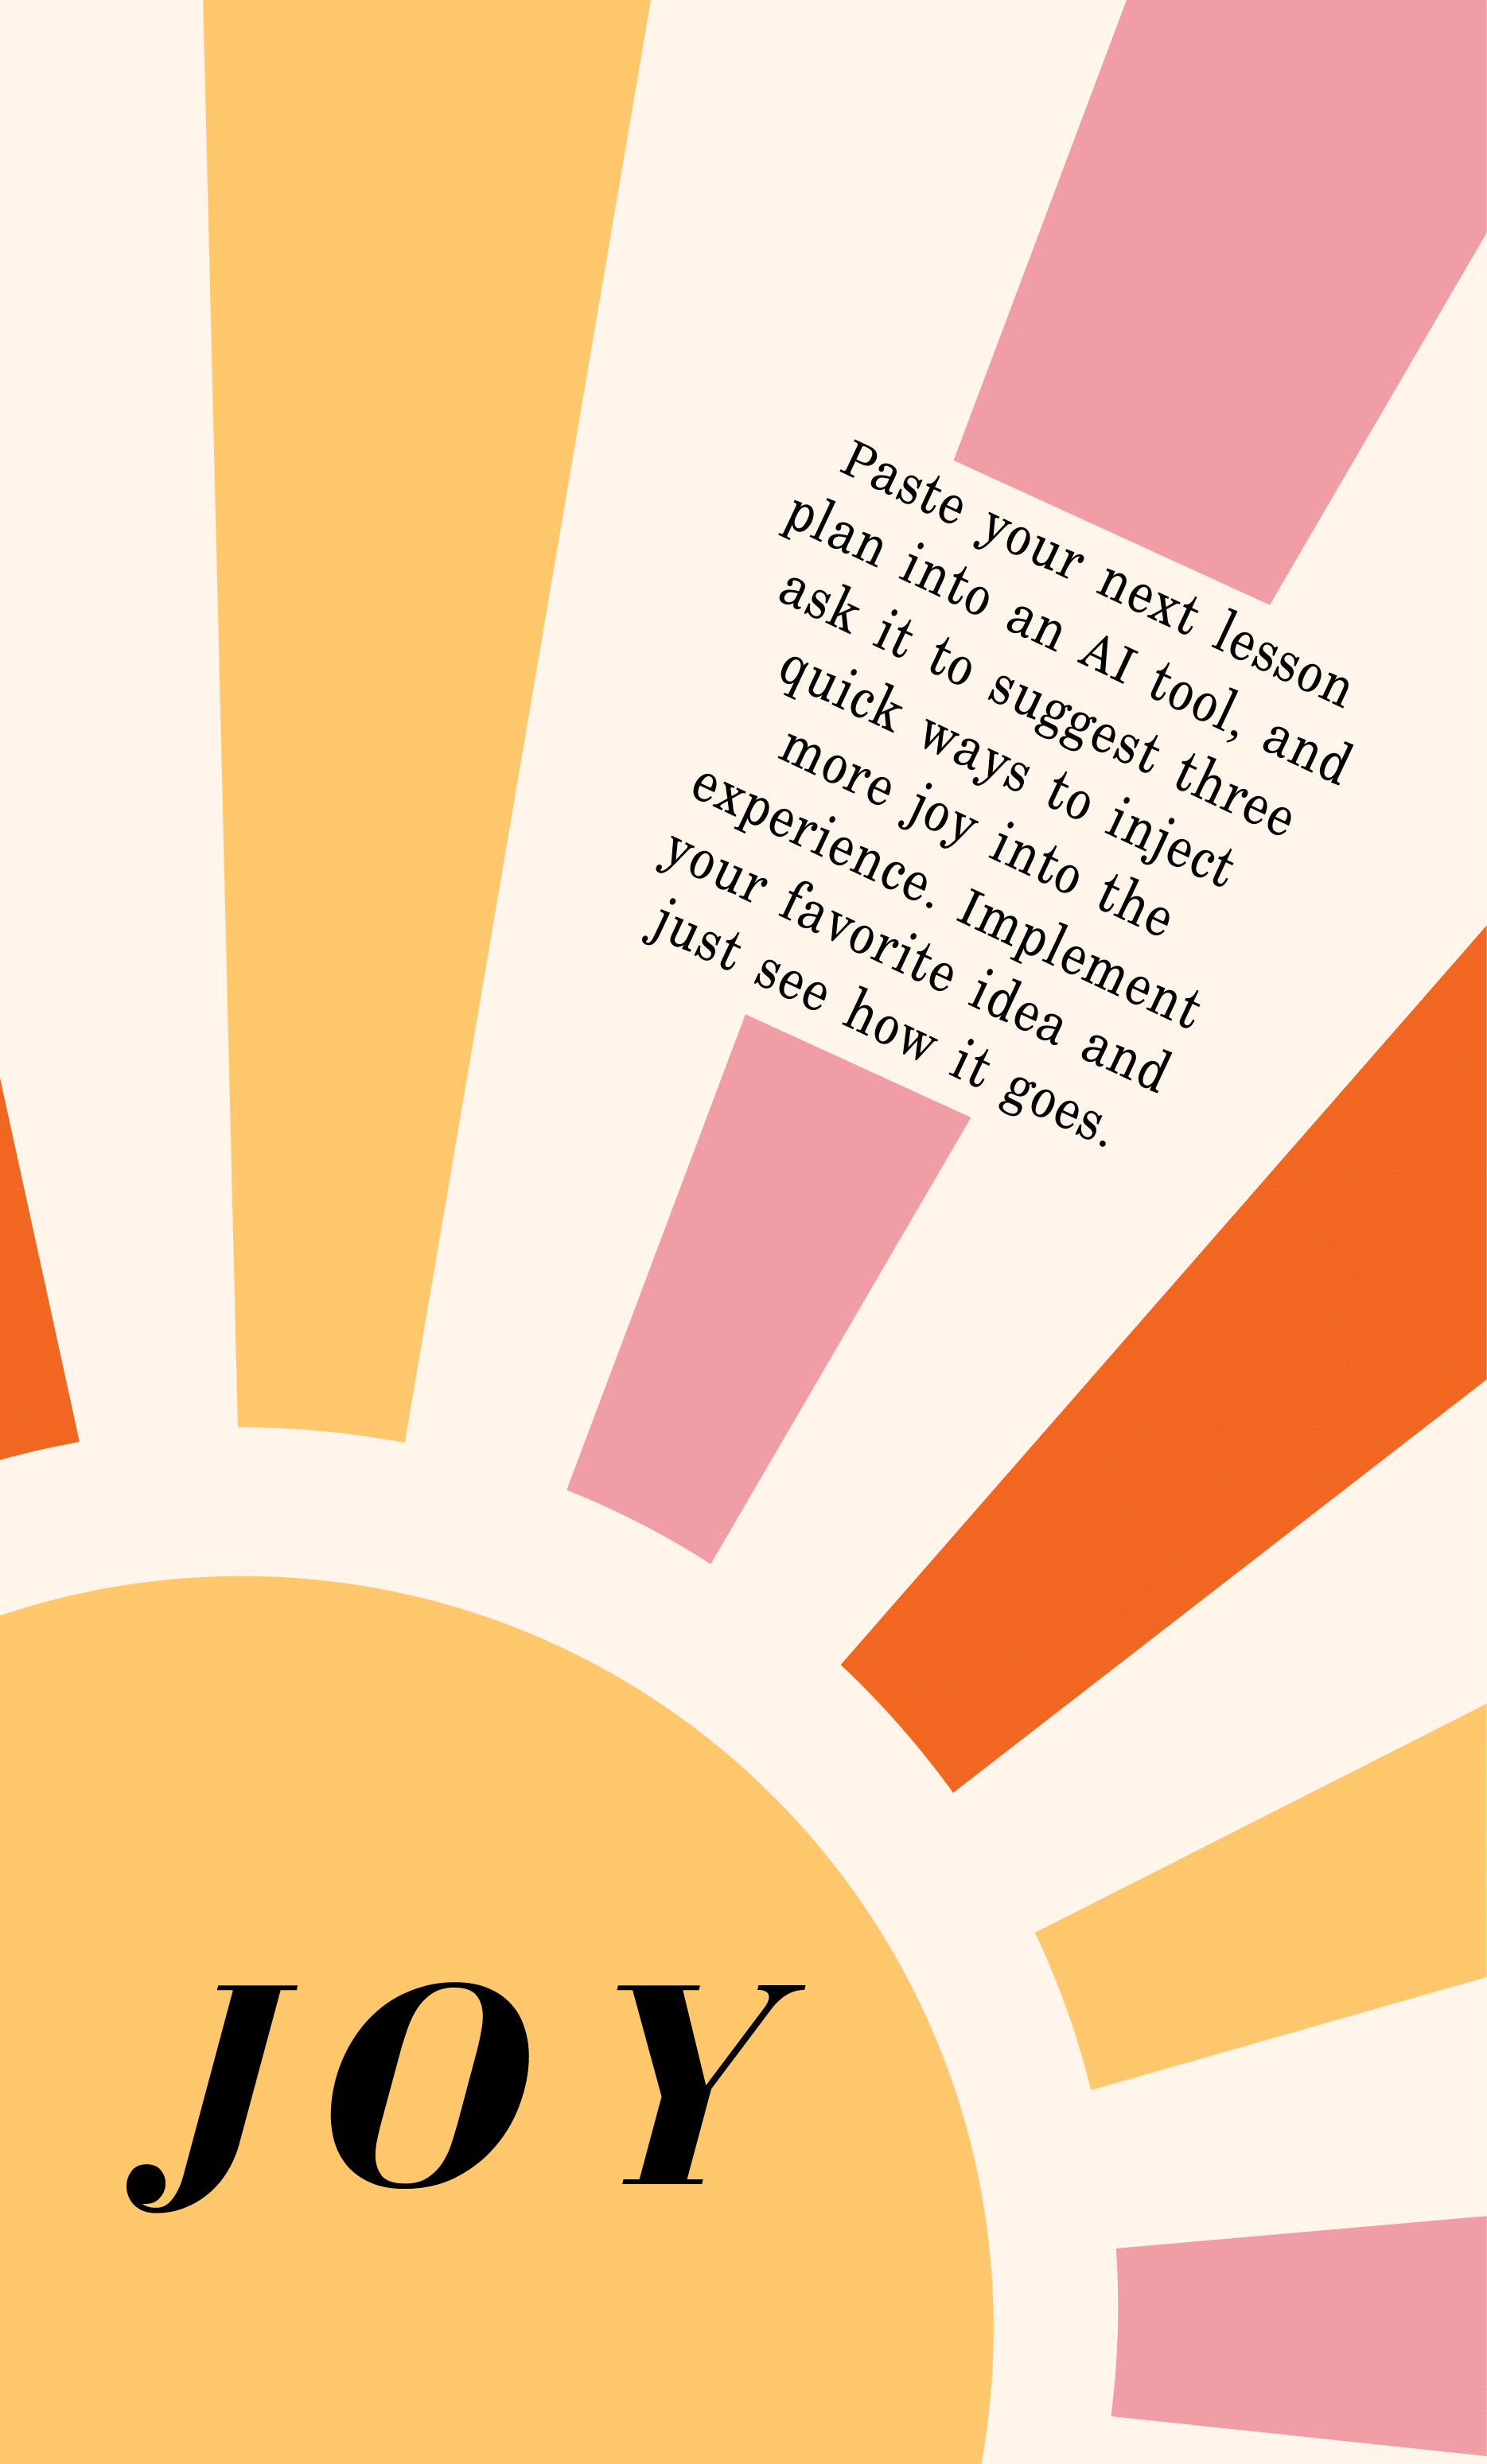 Paste your next lesson
plan into an AI tool, and
ask it to suggest three
quick ways to inject
more joy into the
experience. Implement
your favorite idea and
just see how it goes.
JOY